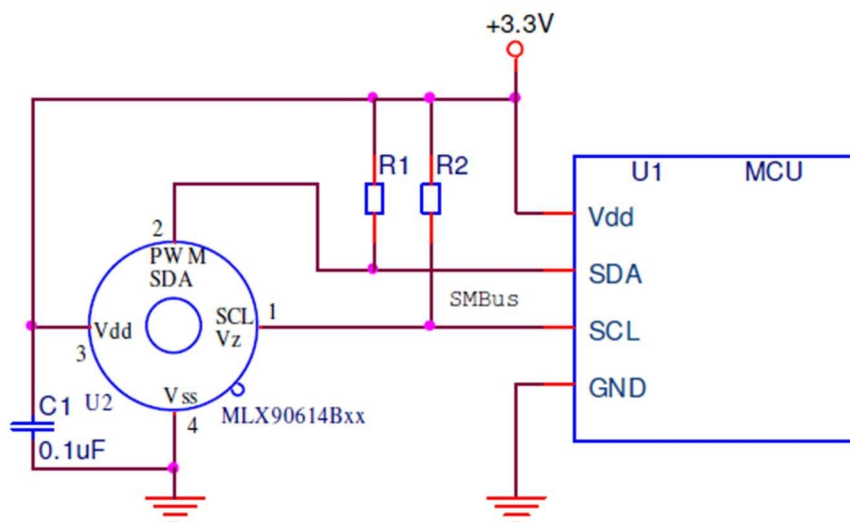 +3.3V
R1
R2
U1
MCU
Vdd
2
PWM
SDA
SDA
SMBus
SCL
Vz
1
SCL
Vdd
3
GND
Vss
4
C1
U2
MLX90614Bxx
0.1uF